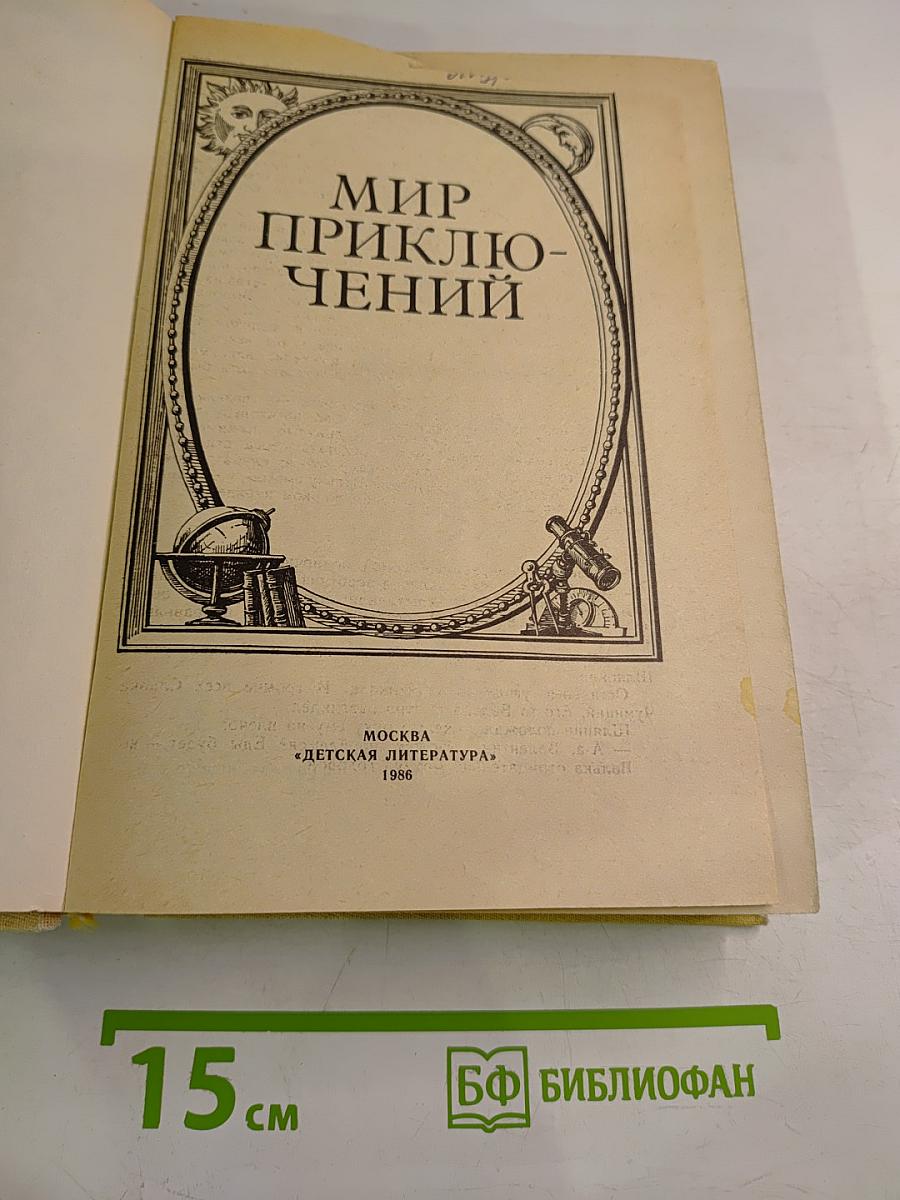 МИР
ПРИКЛЮ-
ЧЕНИЙ
МОСКВА
«ДЕТСКАЯ ЛИТЕРАТУРА»
1986
15 см
БФ БИБЛИОФАН